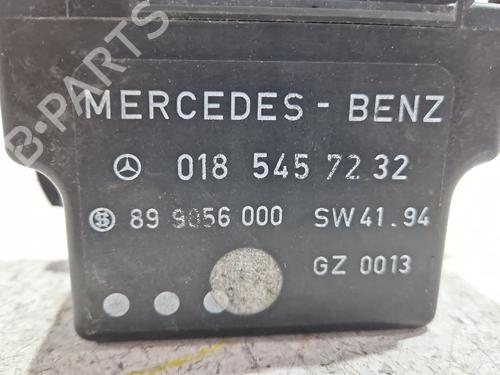 B-PARTS
MERCEDES - BENZ
018 545 72 32
89 9056 000 SW41.94
GZ 0013